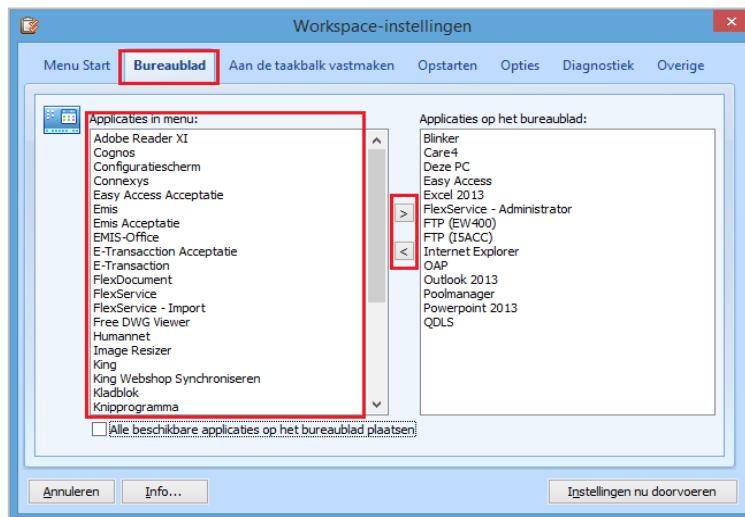 Workspace-instellingen
Menu Start Bureaublad Aan de taakbalk vastmaken Opstarten Opties Diagnostiek Overige
Applicaties in menu:
Adobe Reader XI
Cognos
Configuratiescherm
Connexys
Easy Access Acceptatie
Emis
Emis Acceptatie
EMIS-Office
E-Transacction Acceptatie
E-Transaction
FlexDocument
FlexService
FlexService - Import
Free DWG Viewer
Humannet
Image Resizer
King
King Webshop Synchroniseren
Kladblok
Knipprogramma
>
<
Applicaties op het bureaublad:
Blinker
Care4
Deze PC
Easy Access
Excel 2013
FlexService - Administrator
FTP (EW400)
FTP (I5ACC)
Internet Explorer
OAP
Outlook 2013
Poolmanager
Powerpoint 2013
QDLS
Alle beschikbare applicaties op het bureaublad plaatsen
Annuleren Info... Instellingen nu doorvoeren